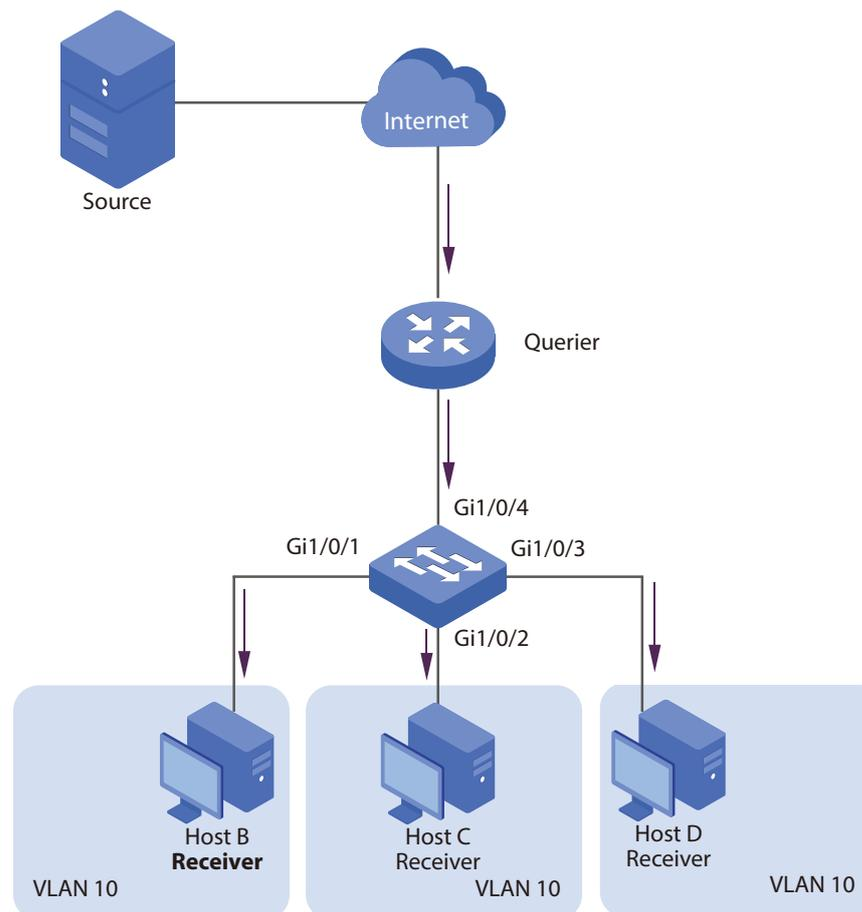 Internet
Source
Querier
Gi1/0/4
Gi1/0/1
Gi1/0/3
Gi1/0/2
Host B
Receiver
VLAN 10
Host C
Receiver
VLAN 10
Host D
Receiver
VLAN 10